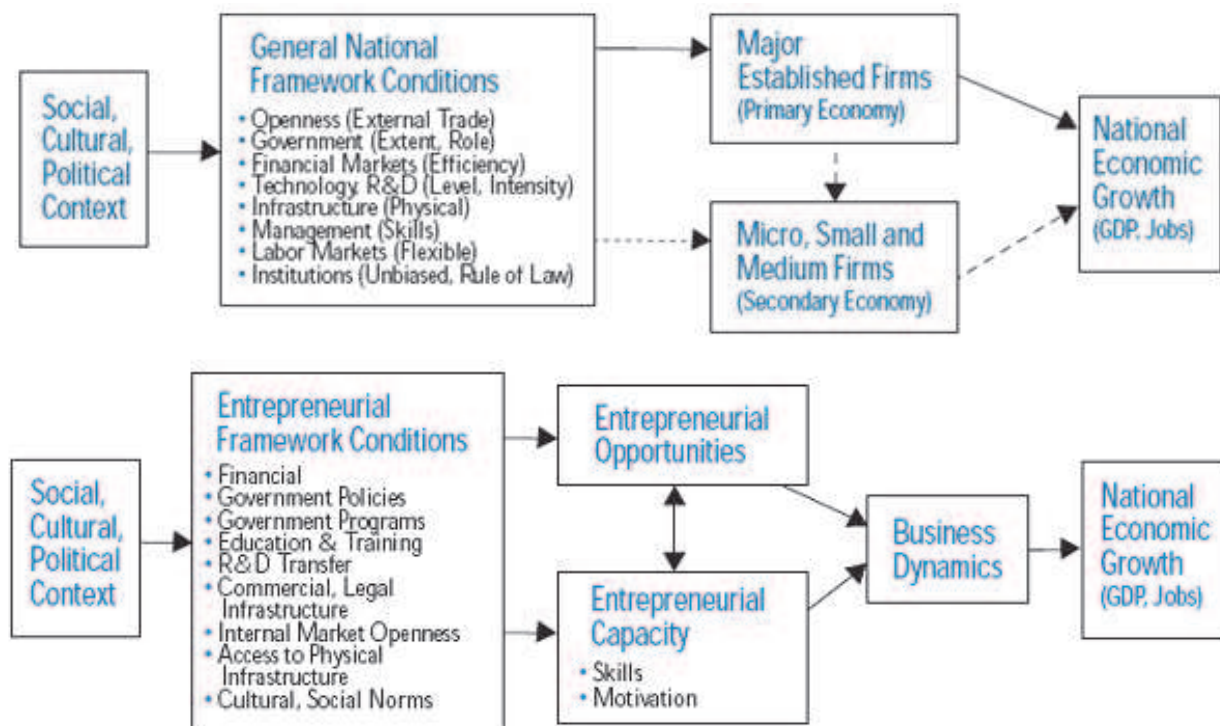 Social,
Cultural,
Political
Context
General National
Framework Conditions
• Openness (External Trade)
• Government (Extent, Role)
• Financial Markets (Efficiency)
• Technology, R&D (Level, Intensity)
• Infrastructure (Physical)
• Management (Skills)
• Labor Markets (Flexible)
• Institutions (Unbiased, Rule of Law)
Major
Established Firms
(Primary Economy)
Micro, Small and
Medium Firms
(Secondary Economy)
National
Economic
Growth
(GDP, Jobs)
Social,
Cultural,
Political
Context
Entrepreneurial
Framework Conditions
• Financial
• Government Policies
• Government Programs
• Education & Training
• R&D Transfer
• Commercial, Legal
Infrastructure
• Internal Market Openness
• Access to Physical
Infrastructure
• Cultural, Social Norms
Entrepreneurial
Opportunities
Entrepreneurial
Capacity
• Skills
• Motivation
Business
Dynamics
National
Economic
Growth
(GDP, Jobs)